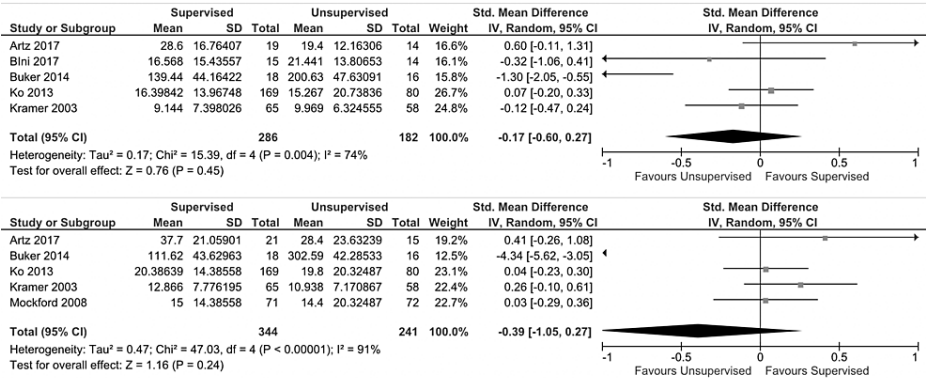 Supervised Unsupervised Std. Mean Difference Std. Mean Difference
Study or Subgroup Mean SD Total Mean SD Total Weight IV, Random, 95% CI IV, Random, 95% CI
Artz 2017 28.6 16.76407 19 19.4 12.16306 14 16.6% 0.60 [-0.11, 1.31]
BIni 2017 16.568 15.43557 15 21.441 13.80653 14 16.1% -0.32 [-1.06, 0.41]
Buker 2014 139.44 44.16422 18 200.63 47.63091 16 15.8% -1.30 [-2.05, -0.55]
Ko 2013 16.39842 13.96748 169 15.267 20.73836 80 26.7% 0.07 [-0.20, 0.33]
Kramer 2003 9.144 7.398026 65 9.969 6.324555 58 24.8% -0.12 [-0.47, 0.24]
Total (95% CI) 286 182 100.0% -0.17 [-0.60, 0.27]
Heterogeneity: Tau² = 0.17; Chi² = 15.39, df = 4 (P = 0.004); I² = 74%
Test for overall effect: Z = 0.76 (P = 0.45)
-1 -0.5 0 0.5 1
Favours Unsupervised Favours Supervised
Supervised Unsupervised Std. Mean Difference Std. Mean Difference
Study or Subgroup Mean SD Total Mean SD Total Weight IV, Random, 95% CI IV, Random, 95% CI
Artz 2017 37.7 21.05901 21 28.4 23.63239 15 19.2% 0.41 [-0.26, 1.08]
Buker 2014 111.62 43.62963 18 302.59 42.28533 16 12.5% -4.34 [-5.62, -3.05]
Ko 2013 20.38639 14.38558 169 19.8 20.32487 80 23.1% 0.04 [-0.23, 0.30]
Kramer 2003 12.866 7.776195 65 10.938 7.170867 58 22.4% 0.26 [-0.10, 0.61]
Mockford 2008 15 14.38558 71 14.4 20.32487 72 22.7% 0.03 [-0.29, 0.36]
Total (95% CI) 344 241 100.0% -0.39 [-1.05, 0.27]
Heterogeneity: Tau² = 0.47; Chi² = 47.03, df = 4 (P < 0.00001); I² = 91%
Test for overall effect: Z = 1.16 (P = 0.24)
-1 -0.5 0 0.5 1
Favours Unsupervised Favours Supervised